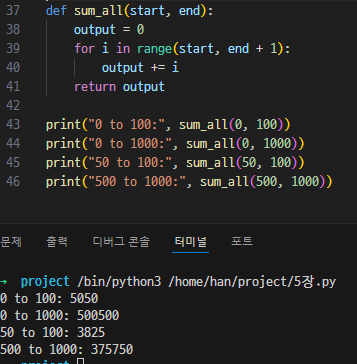 37 def sum_all(start, end):
38     output = 0
39     for i in range(start, end + 1):
40         output += i
41     return output
42
43 print("0 to 100:", sum_all(0, 100))
44 print("0 to 1000:", sum_all(0, 1000))
45 print("50 to 100:", sum_all(50, 100))
46 print("500 to 1000:", sum_all(500, 1000))
문제 출력 디버그 콘솔 터미널 포트
→ project /bin/python3 /home/han/project/5강.py
0 to 100: 5050
0 to 1000: 500500
50 to 100: 3825
500 to 1000: 375750